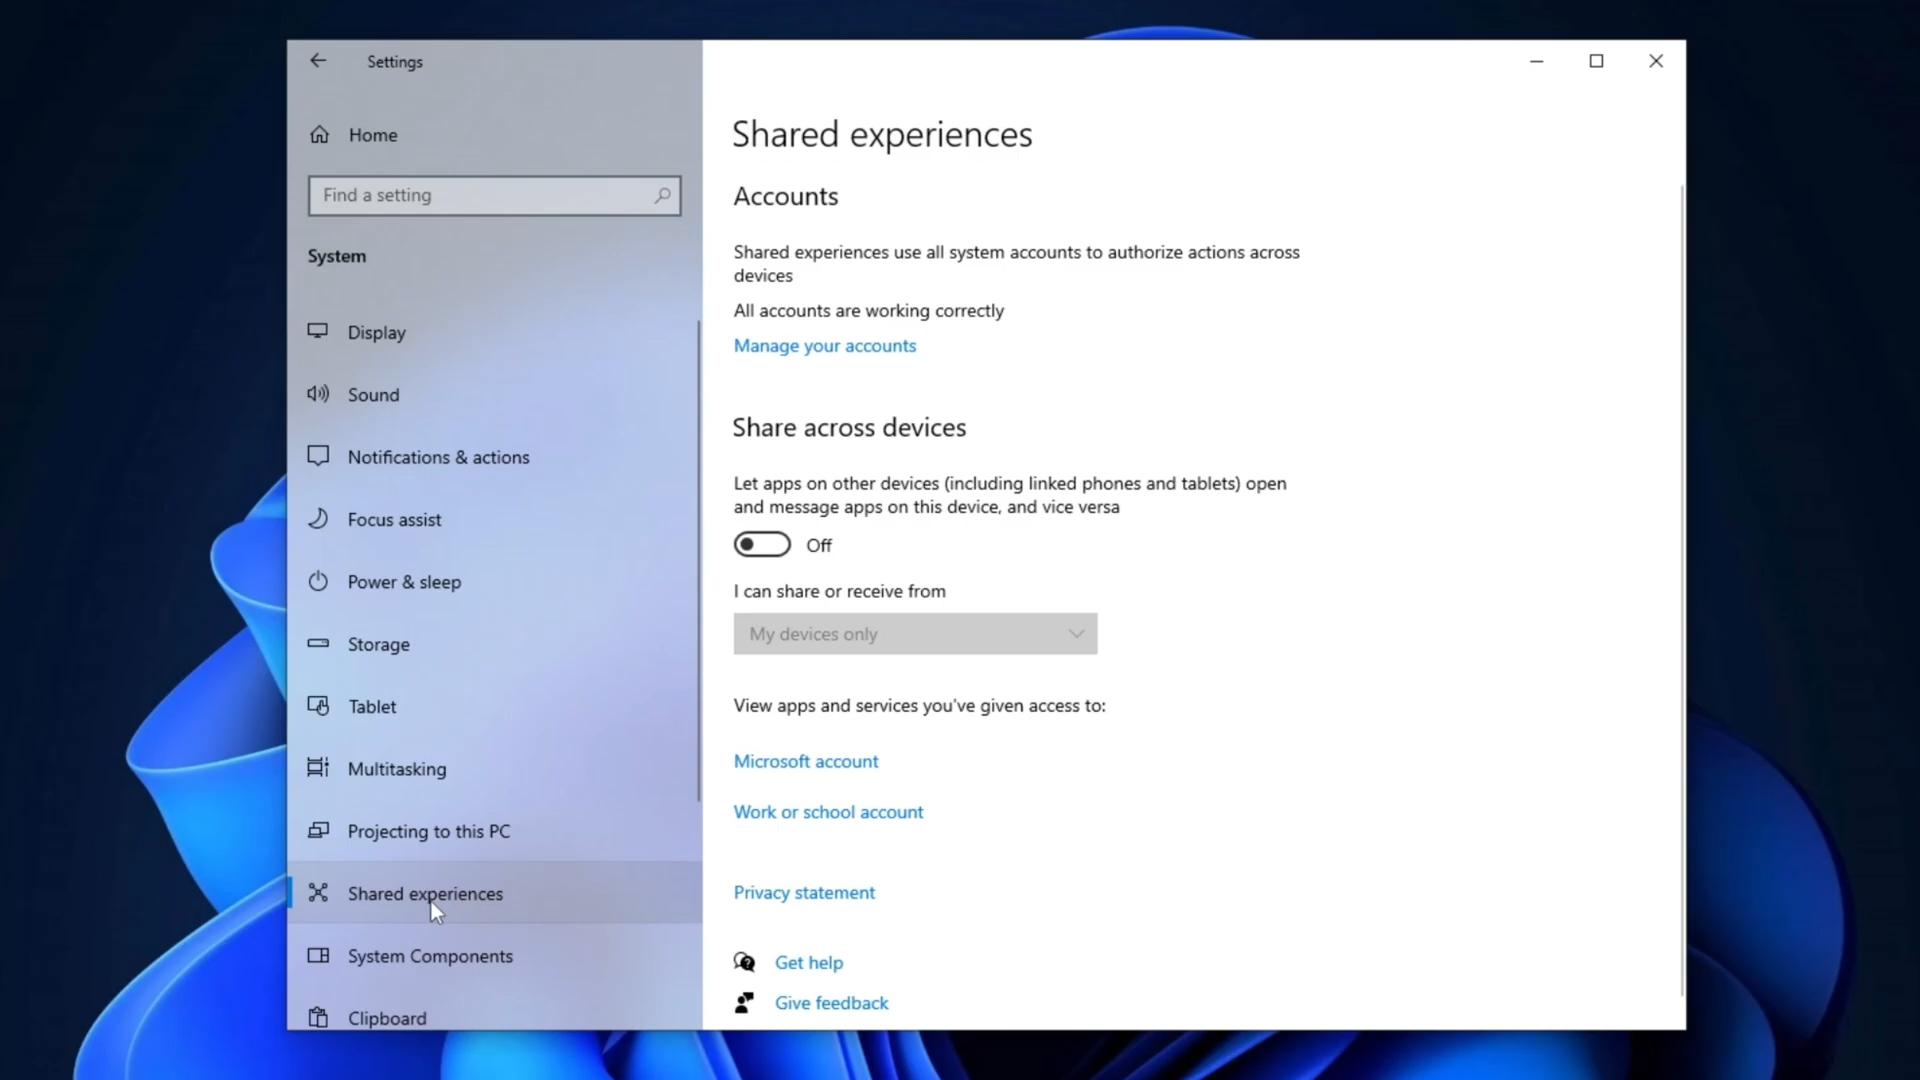 Settings
Home
Find a setting
System
Display
Sound
Notifications & actions
Focus assist
Power & sleep
Storage
Tablet
Multitasking
Projecting to this PC
Shared experiences
System Components
Clipboard
Shared experiences
Accounts
Shared experiences use all system accounts to authorize actions across
devices
All accounts are working correctly
Manage your accounts
Share across devices
Let apps on other devices (including linked phones and tablets) open
and message apps on this device, and vice versa
Off
I can share or receive from
My devices only
View apps and services you've given access to:
Microsoft account
Work or school account
Privacy statement
Get help
Give feedback